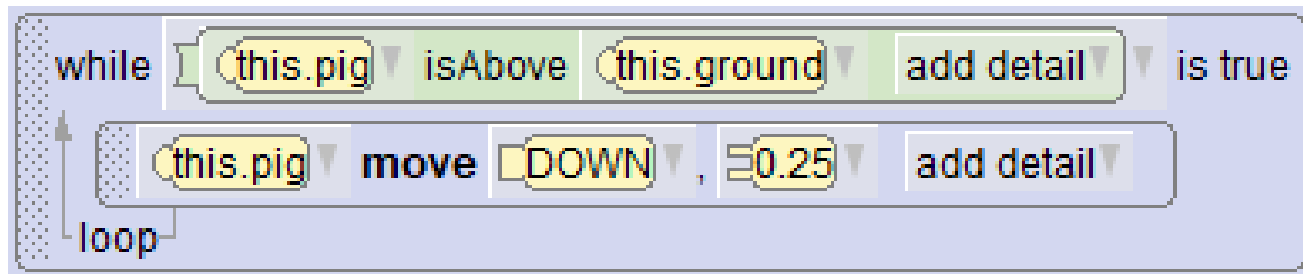 while this.pig isAbove this.ground add detail is true
this.pig move DOWN , 0.25 add detail
loop